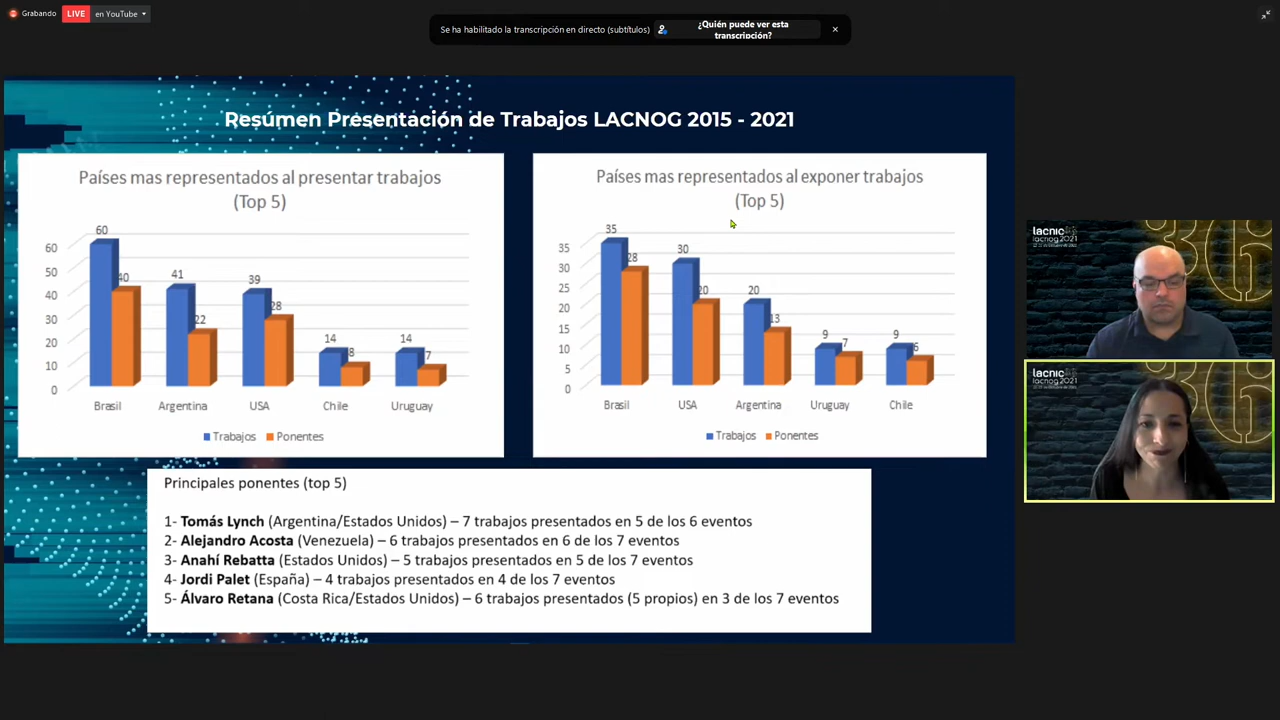 Grabando
LIVE
en YouTube
Se ha habilitado la transcripción en directo (subtítulos)
¿Quién puede ver esta
transcripción?
Resúmen Presentación de Trabajos LACNOG 2015 - 2021
Países mas representados al presentar trabajos
(Top 5)
60
50
40
30
20
10
0
60
40
41
22
39
28
14
8
14
7
Brasil
Argentina
USA
Chile
Uruguay
Trabajos
Ponentes
Países mas representados al exponer trabajos
(Top 5)
35
30
25
20
15
10
5
0
35
28
30
20
20
13
9
7
9
Brasil
USA
Argentina
Uruguay
Chile
Trabajos
Ponentes
Principales ponentes (top 5)
1- Tomás Lynch (Argentina/Estados Unidos) – 7 trabajos presentados en 5 de los 6 eventos
2- Alejandro Acosta (Venezuela) – 6 trabajos presentados en 6 de los 7 eventos
3- Anahí Rebatta (Estados Unidos) – 5 trabajos presentados en 5 de los 7 eventos
4- Jordi Palet (España) – 4 trabajos presentados en 4 de los 7 eventos
5- Álvaro Retana (Costa Rica/Estados Unidos) – 6 trabajos presentados (5 propios) en 3 de los 7 eventos
lacnic36
lacnog2021
lacnic36
lacnog2021